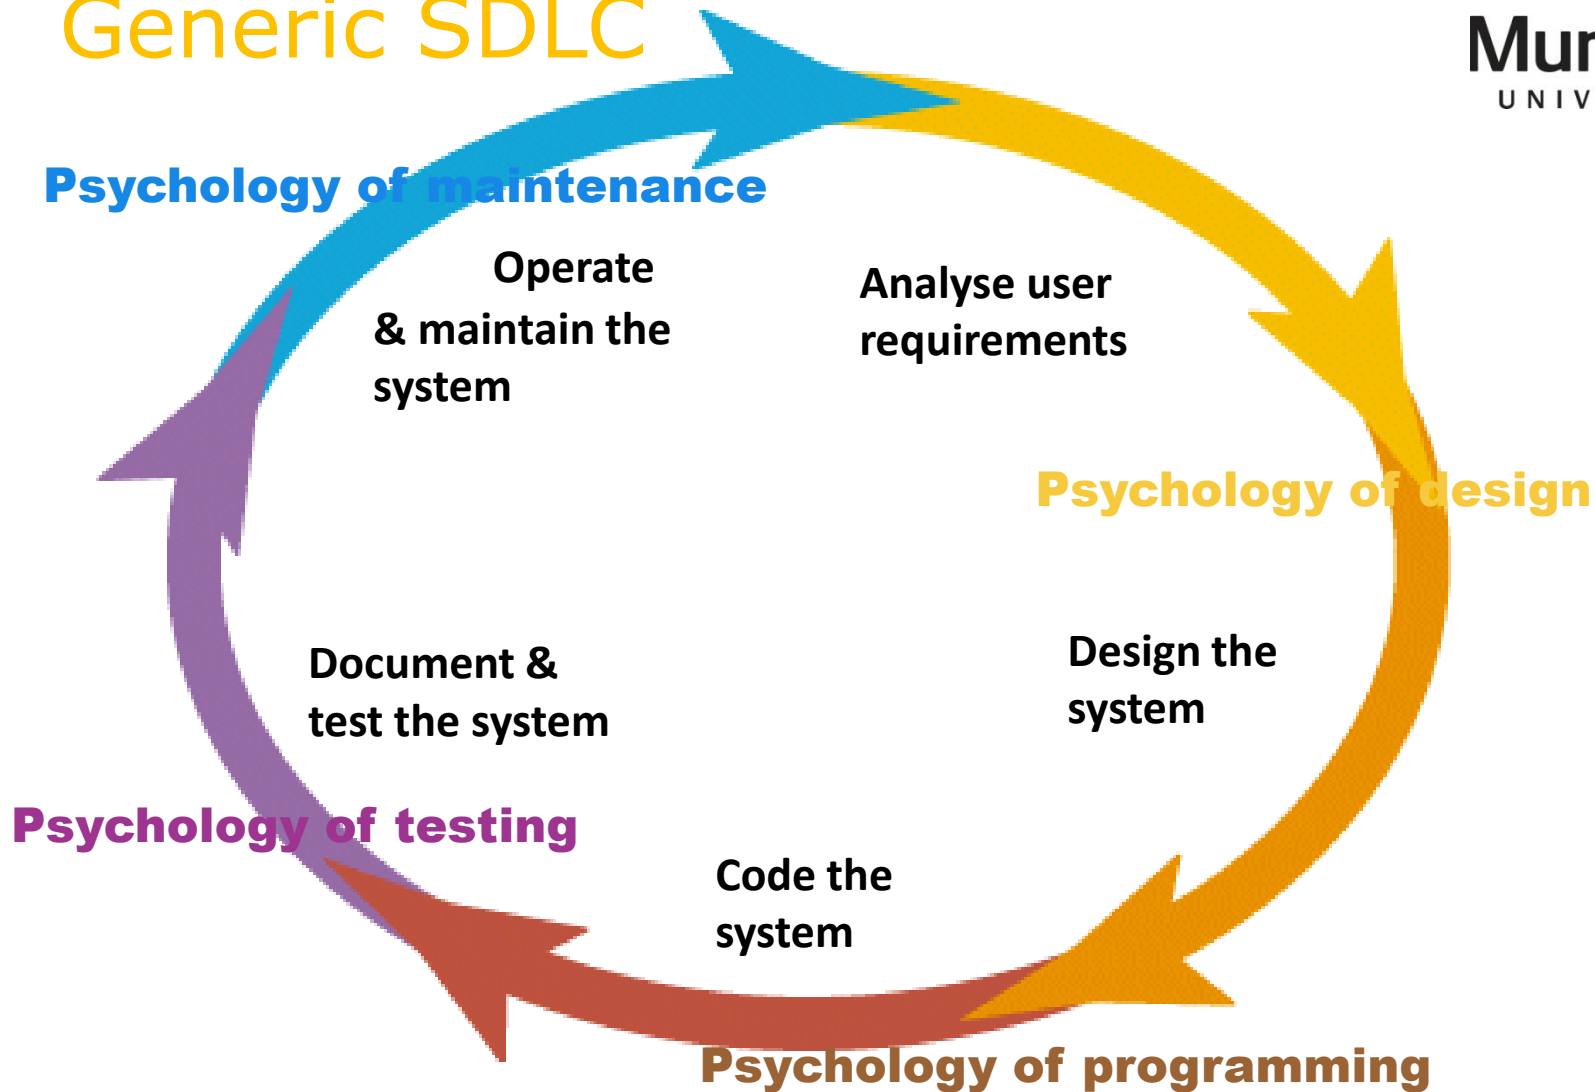 Generic SDLC
Mur
UNIV
Psychology of maintenance
Operate
& maintain the
system
Analyse user
requirements
Psychology of design
Design the
system
Document &
test the system
Psychology of testing
Code the
system
Psychology of programming